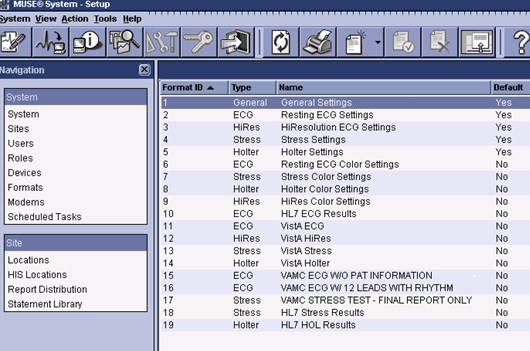 MUSE® System - Setup
System View Action Tools Help
Navigation
System
System
Sites
Users
Roles
Devices
Formats
Modems
Scheduled Tasks
Site
Locations
HIS Locations
Report Distribution
Statement Library
Format ID Type Name Default
1 General General Settings Yes
2 ECG Resting ECG Settings Yes
3 HiRes HiResolution ECG Settings Yes
4 Stress Stress Settings Yes
5 Holter Holter Settings Yes
6 ECG Resting ECG Color Settings No
7 Stress Stress Color Settings No
8 Holter Holter Color Settings No
9 HiRes HiRes Color Settings No
10 ECG HL7 ECG Results No
11 ECG VistA ECG No
12 HiRes VistA HiRes No
13 Stress VistA Stress No
14 Holter VistA Holter No
15 ECG VAMC ECG W/O PAT INFORMATION No
16 ECG VAMC ECG W/ 12 LEADS WITH RHYTHM No
17 Stress VAMC STRESS TEST - FINAL REPORT ONLY No
18 Stress HL7 Stress Results No
19 Holter HL7 HOL Results No